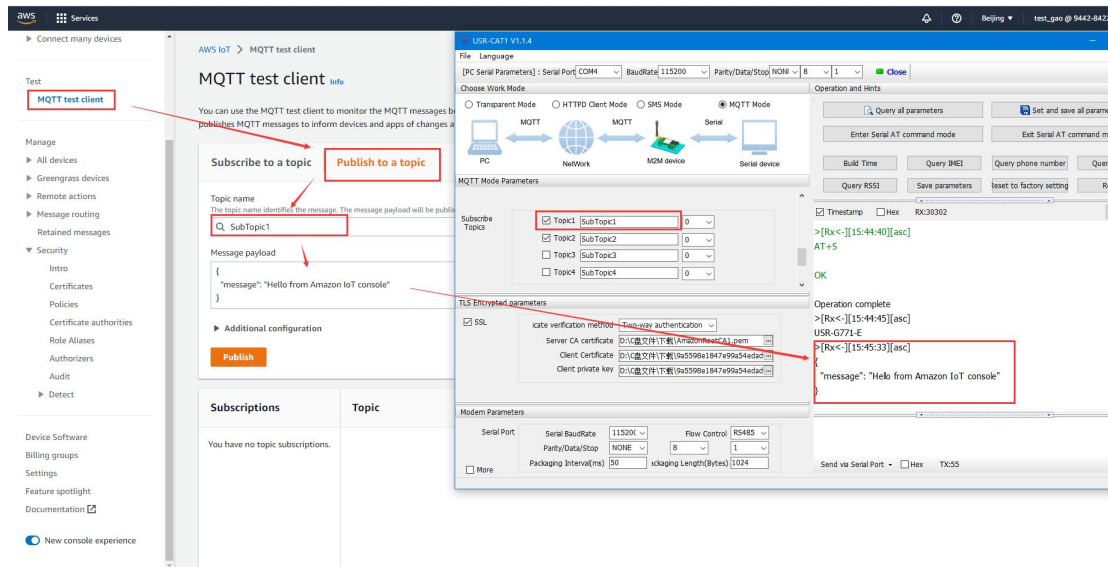 aws
Services
Beijing
test_gao @ 9442-8422
Connect many devices
Test
MQTT test client
Manage
All devices
Greengrass devices
Remote actions
Message routing
Retained messages
Security
Intro
Certificates
Policies
Certificate authorities
Role Aliases
Authorizers
Audit
Detect
Device Software
Billing groups
Settings
Feature spotlight
Documentation
New console experience
AWS IoT > MQTT test client
MQTT test client Info
You can use the MQTT test client to monitor the MQTT messages b
publishes MQTT messages to inform devices and apps of changes a
Subscribe to a topic
Publish to a topic
Topic name
The topic name identifies the message. The message payload will be publis
SubTopic1
Message payload
{
"message": "Hello from Amazon IoT console"
}
Additional configuration
Publish
Subscriptions
Topic
You have no topic subscriptions.
USR-CAT1 V1.1.4
File Language
[PC Serial Parameters] : Serial Port COM4 BaudRate 115200 Parity/Data/Stop NONI 8 1 Close
Choose Work Mode
Transparent Mode HTTPD Client Mode SMS Mode MQTT Mode
MQTT MQTT Serial
PC NetWork M2M device Serial device
MQTT Mode Parameters
Subscribe
Topics
Topic1 SubTopic1 0
Topic2 SubTopic2 0
Topic3 SubTopic3 0
Topic4 SubTopic4 0
TLS Encrypted parameters
SSL
icate verification method Two-way authentication
Server CA certificate D:\C盘文件\下载\AmazonRootCA1.pem ...
Client Certificate D:\C盘文件\下载\9a5598e1847e99a54edad ...
Client private key D:\C盘文件\下载\9a5598e1847e99a54edad ...
Modem Parameters
Serial Port
Serial BaudRate 11520( Flow Control RS485
Parity/Data/Stop NONE 8 1
More
Packaging Interval(ms) 50 ıckaging Length(Bytes) 1024
Operation and Hints
Query all parameters
Set and save all parame
Enter Serial AT command mode
Exit Serial AT command m
Build Time
Query IMEI
Query phone number
Quer
Query RSSI
Save parameters
Reset to factory setting
R
Timestamp Hex RX:30302
>[Rx<-][15:44:40][asc]
AT+S
OK
Operation complete
>[Rx<-][15:44:45][asc]
USR-G771-E
>[Rx<-][15:45:33][asc]
{
"message": "Hello from Amazon IoT console"
}
Send via Serial Port Hex TX:55